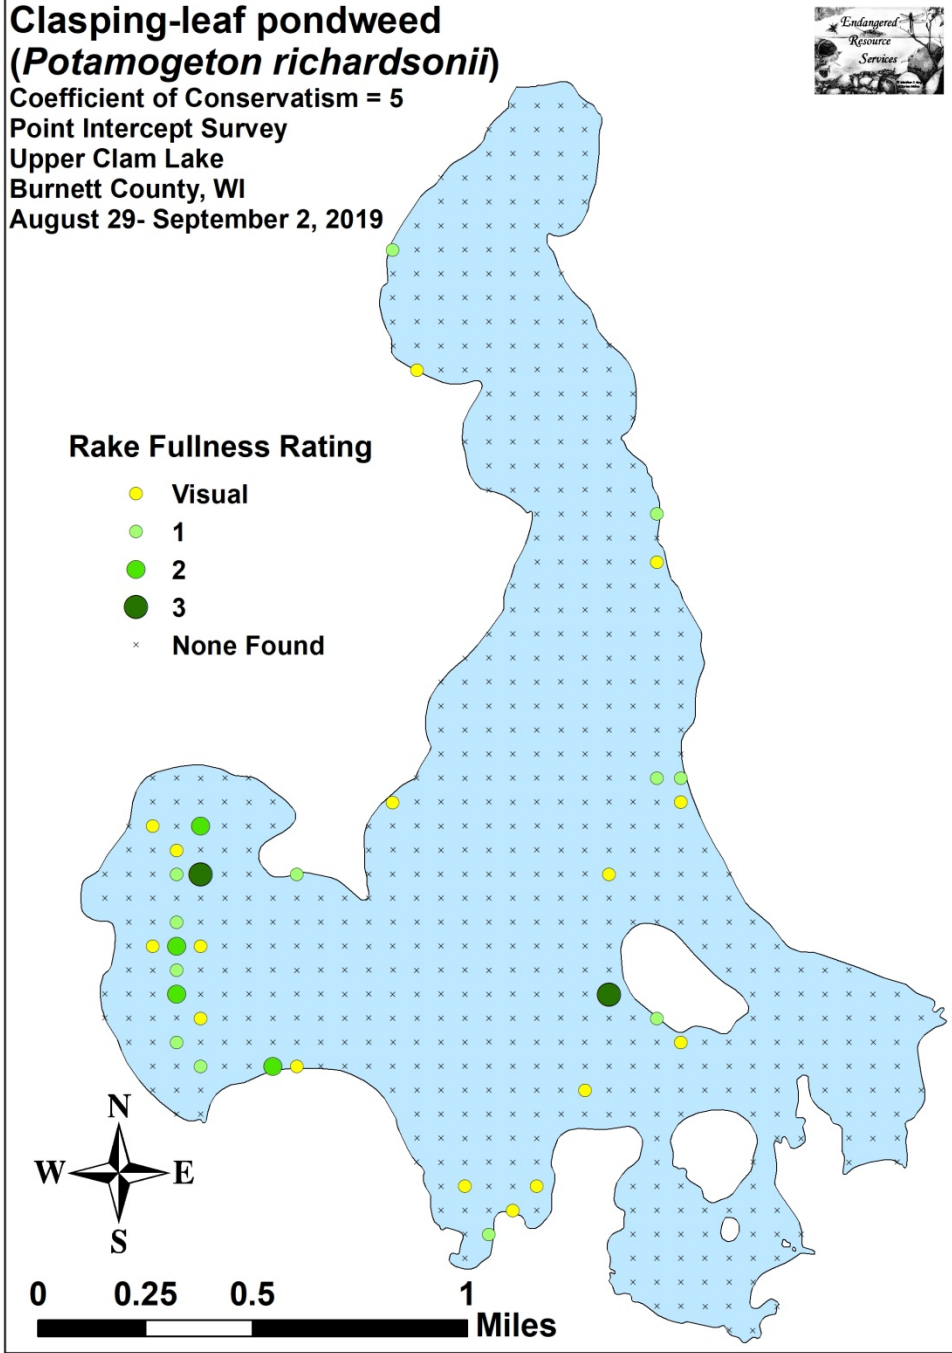 Clasping-leaf pondweed
(Potamogeton richardsonii)
Coefficient of Conservatism = 5
Point Intercept Survey
Upper Clam Lake
Burnett County, WI
August 29- September 2, 2019
Endangered
Resource
Services
Rake Fullness Rating
Visual
1
2
3
None Found
N
W E
S
0 0.25 0.5 1
Miles